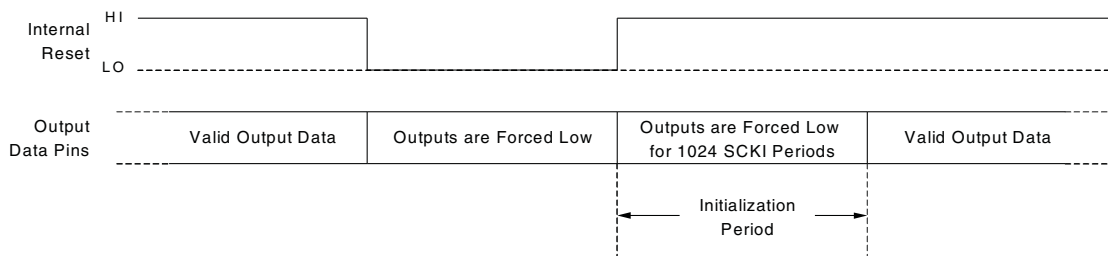 HI
Internal
Reset
LO
Output
Data Pins
Valid Output Data
Outputs are Forced Low
Outputs are Forced Low
for 1024 SCKI Periods
Valid Output Data
Initialization
Period